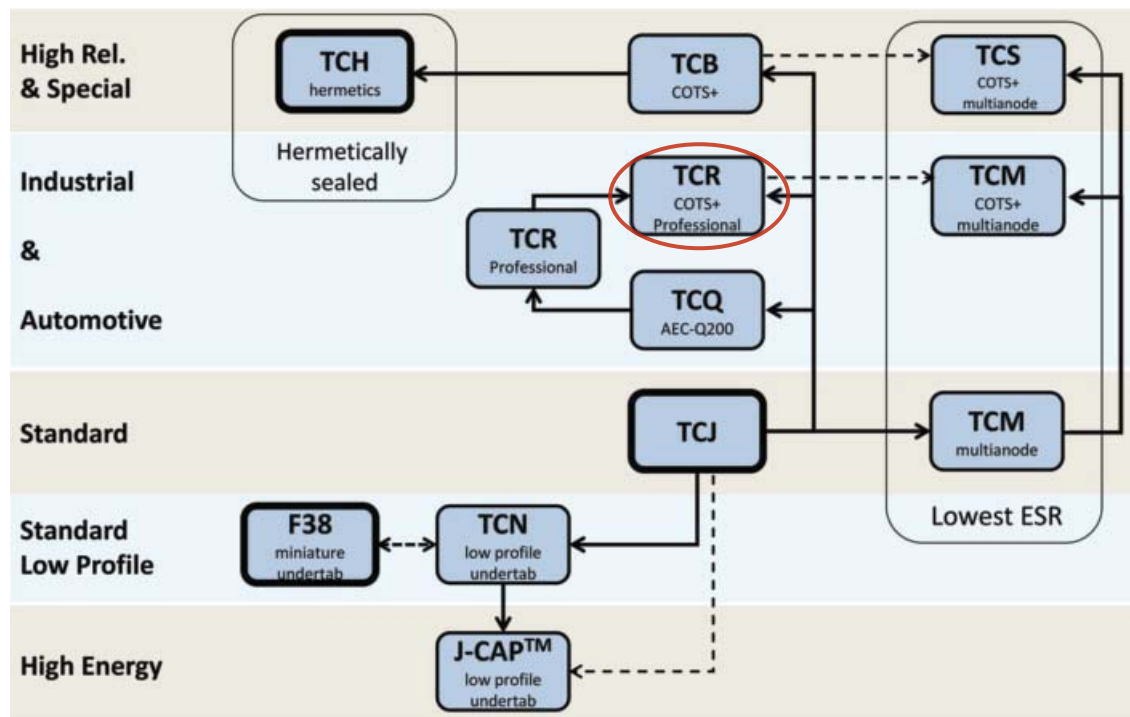 High Rel.
& Special
TCH
hermetics
TCB
COTS+
TCS
COTS+
multianode
Hermetically
sealed
Industrial
&
Automotive
TCR
COTS+
Professional
TCM
COTS+
multianode
TCR
Professional
TCQ
AEC-Q200
Standard
TCJ
TCM
multianode
Lowest ESR
Standard
Low Profile
F38
miniature
undertab
TCN
low profile
undertab
High Energy
J-CAP™
low profile
undertab